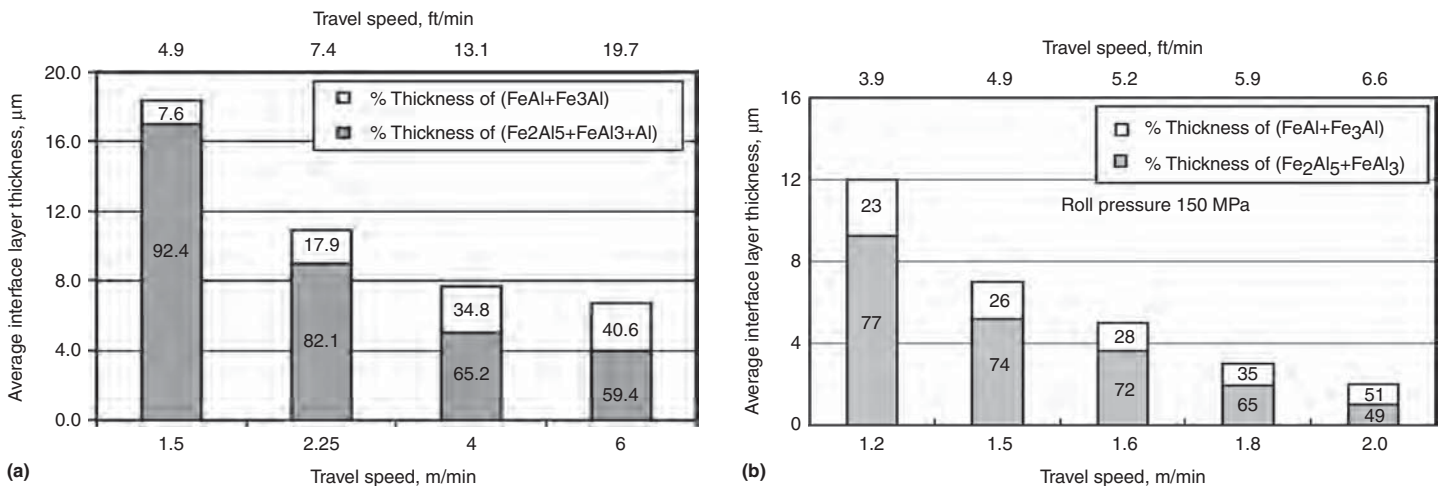 Travel speed, ft/min
4.9 7.4 13.1 19.7
20.0
16.0
12.0
8.0
4.0
0.0
Average interface layer thickness, μm
% Thickness of (FeAl+Fe3Al)
% Thickness of (Fe2Al5+FeAl3+Al)
7.6
92.4
17.9
82.1
34.8
65.2
40.6
59.4
1.5 2.25 4 6
(a)
Travel speed, m/min
Travel speed, ft/min
3.9 4.9 5.2 5.9 6.6
16
12
8
4
0
Average interface layer thickness, μm
% Thickness of (FeAl+Fe₃Al)
% Thickness of (Fe₂Al₅+FeAl₃)
Roll pressure 150 MPa
23
77
26
74
28
72
35
65
51
49
1.2 1.5 1.6 1.8 2.0
(b)
Travel speed, m/min